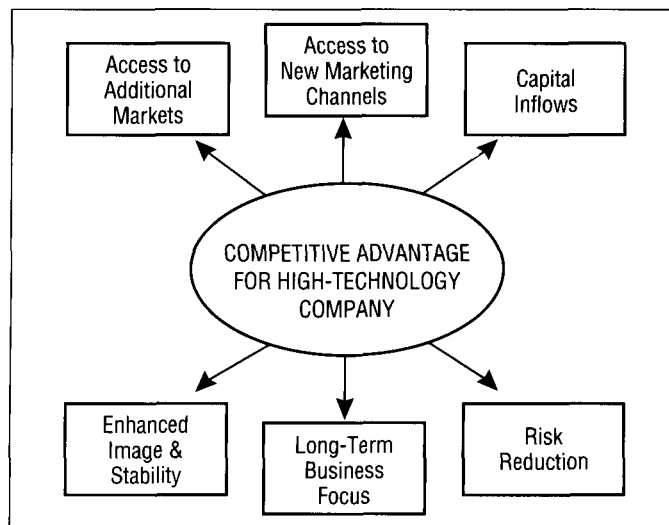 Access to
Additional
Markets
Access to
New Marketing
Channels
Capital
Inflows
COMPETITIVE ADVANTAGE
FOR HIGH-TECHNOLOGY
COMPANY
Enhanced
Image &
Stability
Long-Term
Business
Focus
Risk
Reduction